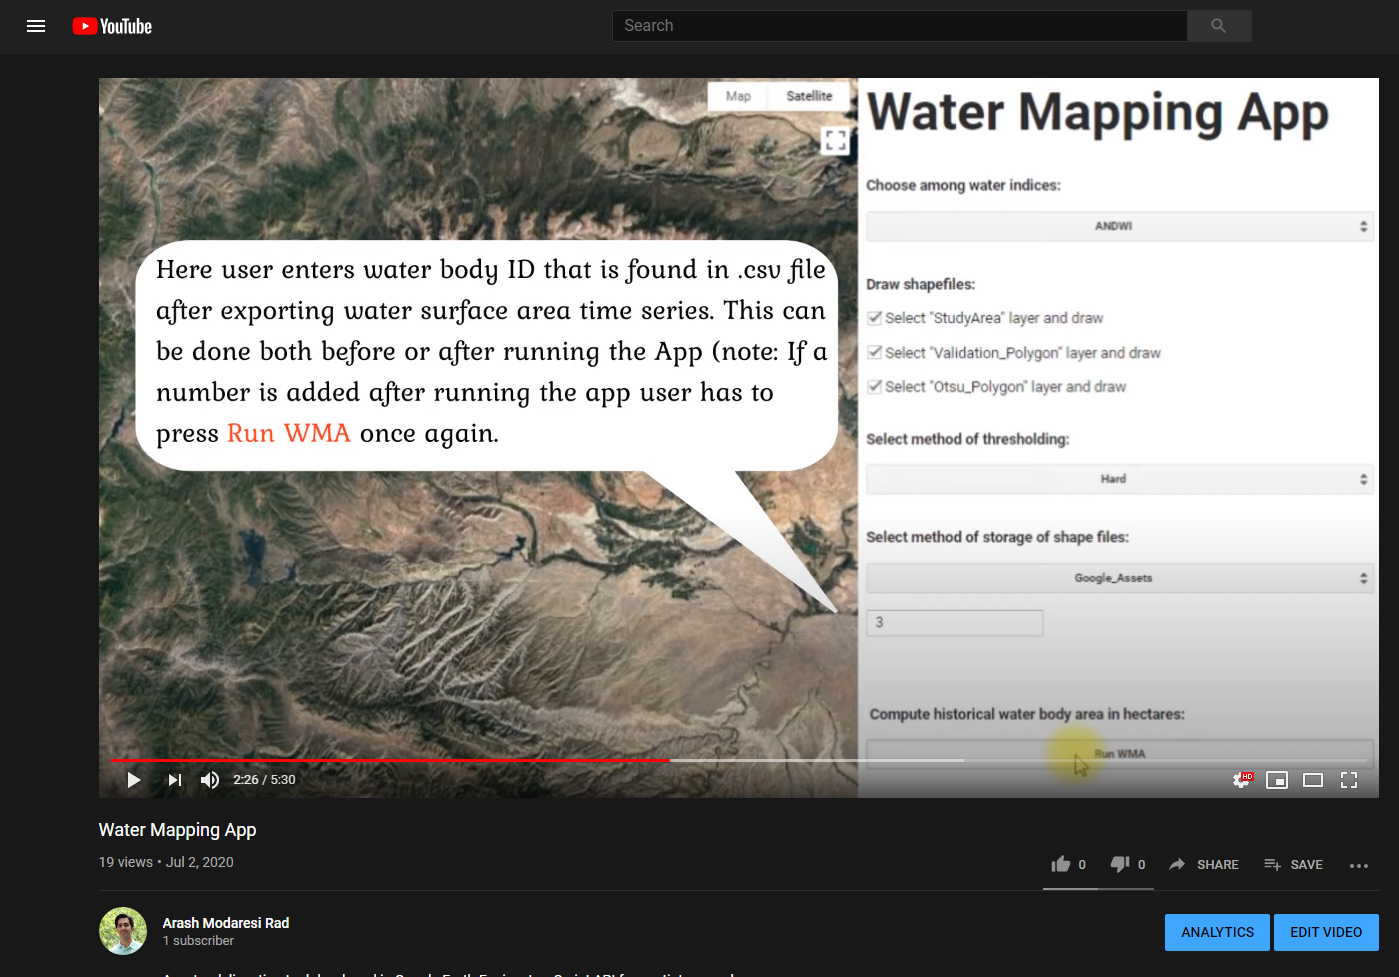 YouTube
Search
Map Satellite
Water Mapping App
Choose among water indices:
ANDWI
Here user enters water body ID that is found in .csv file
after exporting water surface area time series. This can
be done both before or after running the App (note: If a
number is added after running the app user has to
press Run WMA once again.
Draw shapefiles:
Select "StudyArea" layer and draw
Select "Validation_Polygon" layer and draw
Select "Otsu_Polygon" layer and draw
Select method of thresholding:
Hard
Select method of storage of shape files:
Google_Assets
3
Compute historical water body area in hectares:
Run WMA
2:26 / 5:30
HD
Water Mapping App
19 views • Jul 2, 2020
0 0 SHARE SAVE
Arash Modaresi Rad
1 subscriber
ANALYTICS EDIT VIDEO